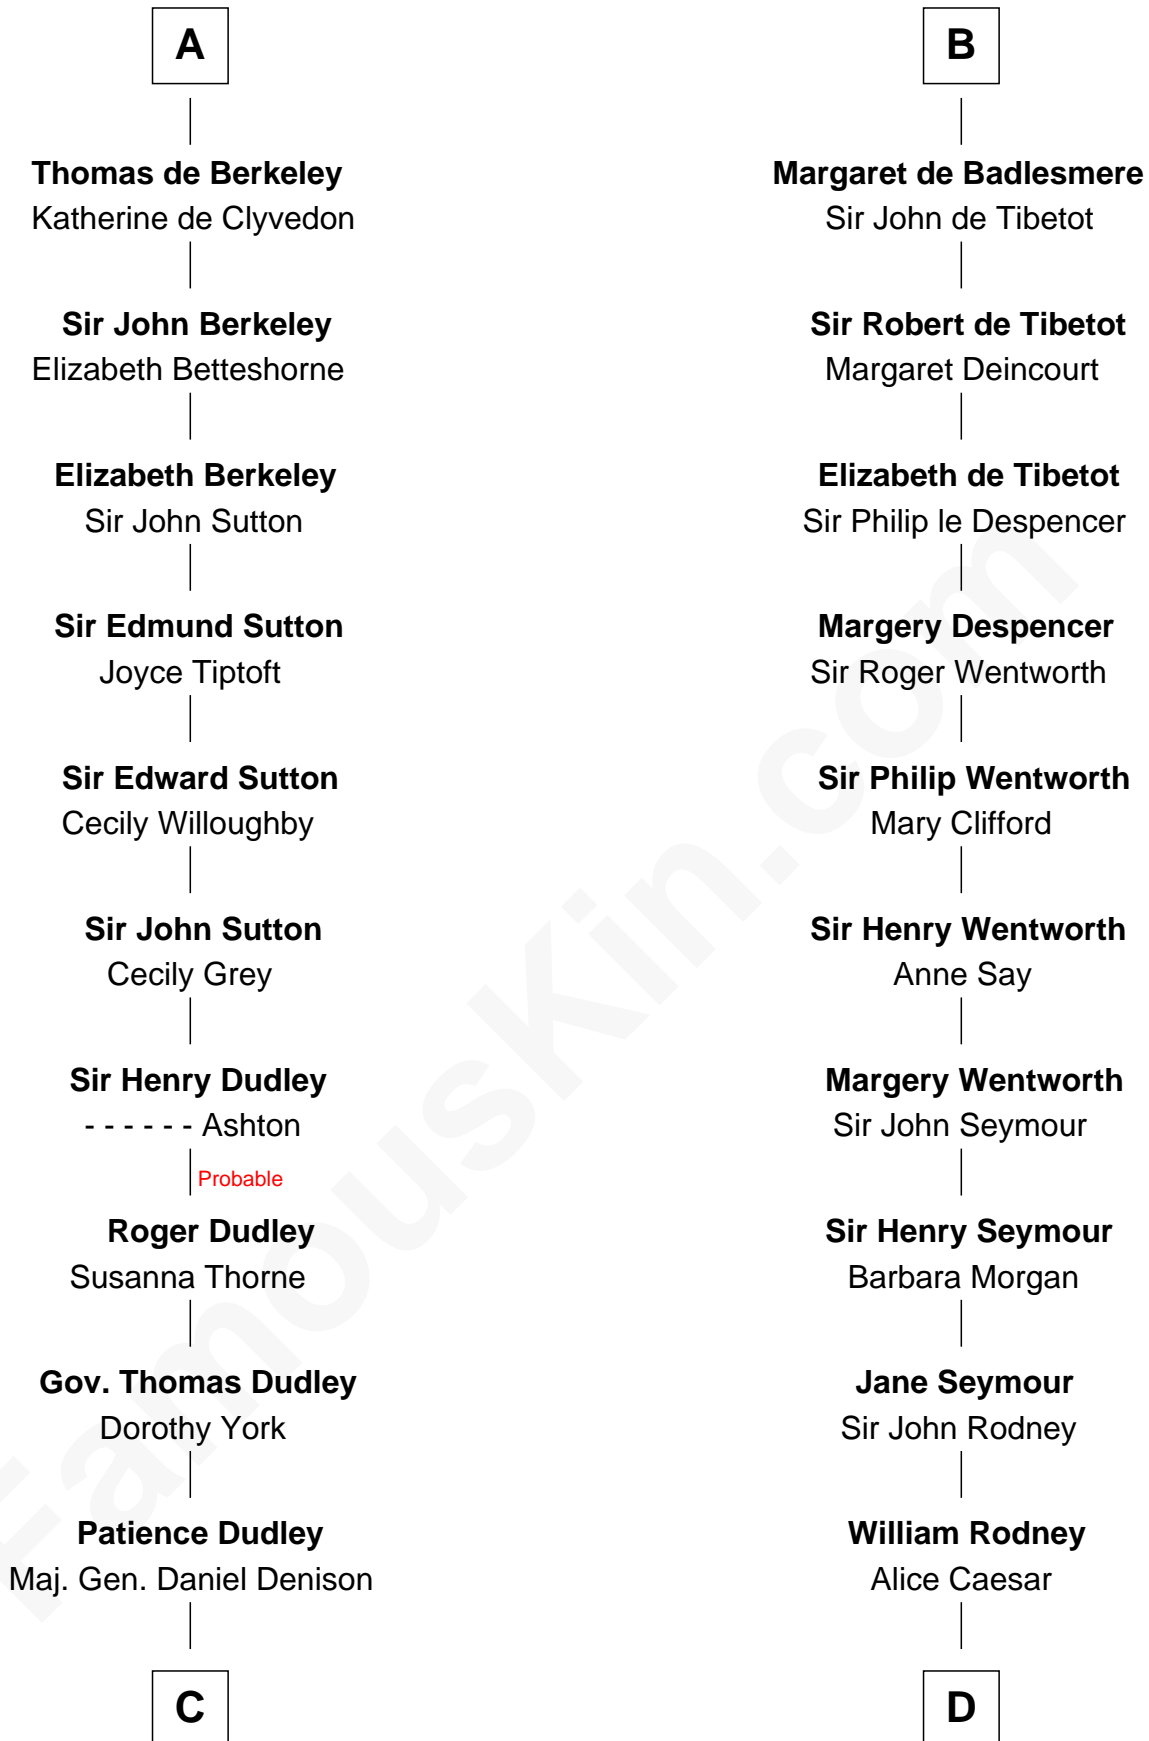 A
Thomas de Berkeley
Katherine de Clyvedon
Sir John Berkeley
Elizabeth Betteshorne
Elizabeth Berkeley
Sir John Sutton
Sir Edmund Sutton
Joyce Tiptoft
Sir Edward Sutton
Cecily Willoughby
Sir John Sutton
Cecily Grey
Sir Henry Dudley
- - - - - - Ashton
Probable
Roger Dudley
Susanna Thorne
Gov. Thomas Dudley
Dorothy York
Patience Dudley
Maj. Gen. Daniel Denison
C
B
Margaret de Badlesmere
Sir John de Tibetot
Sir Robert de Tibetot
Margaret Deincourt
Elizabeth de Tibetot
Sir Philip le Despencer
Margery Despencer
Sir Roger Wentworth
Sir Philip Wentworth
Mary Clifford
Sir Henry Wentworth
Anne Say
Margery Wentworth
Sir John Seymour
Sir Henry Seymour
Barbara Morgan
Jane Seymour
Sir John Rodney
William Rodney
Alice Caesar
D
FamousKin.com